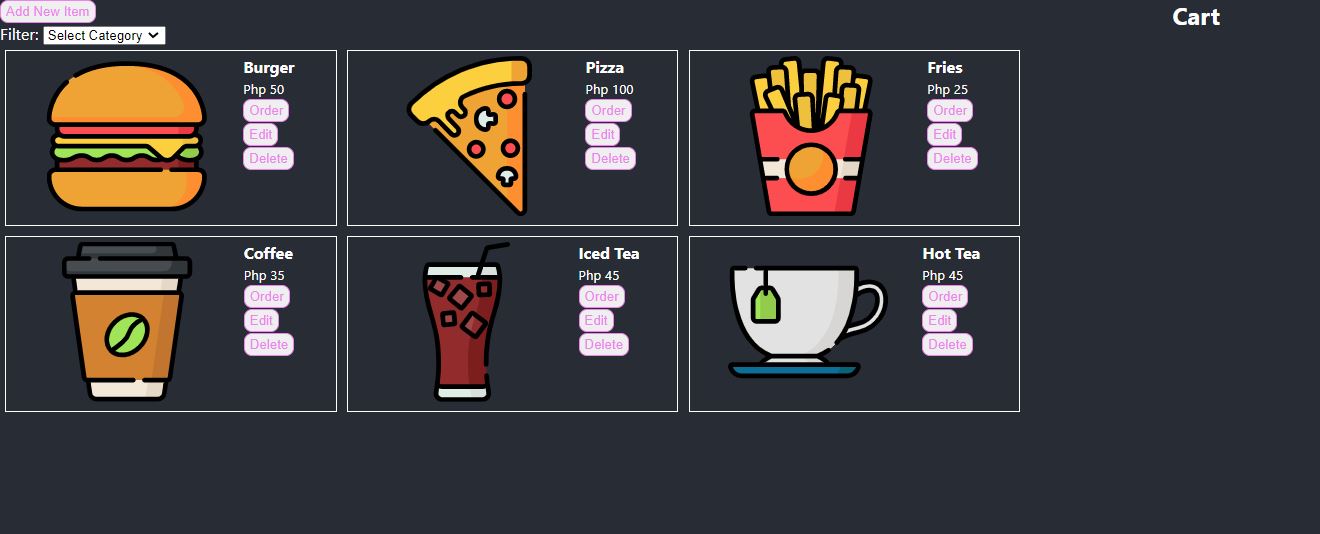 Add New Item
Cart
Filter: Select Category
Burger
Php 50
Order
Edit
Delete
Pizza
Php 100
Order
Edit
Delete
Fries
Php 25
Order
Edit
Delete
Coffee
Php 35
Order
Edit
Delete
Iced Tea
Php 45
Order
Edit
Delete
Hot Tea
Php 45
Order
Edit
Delete